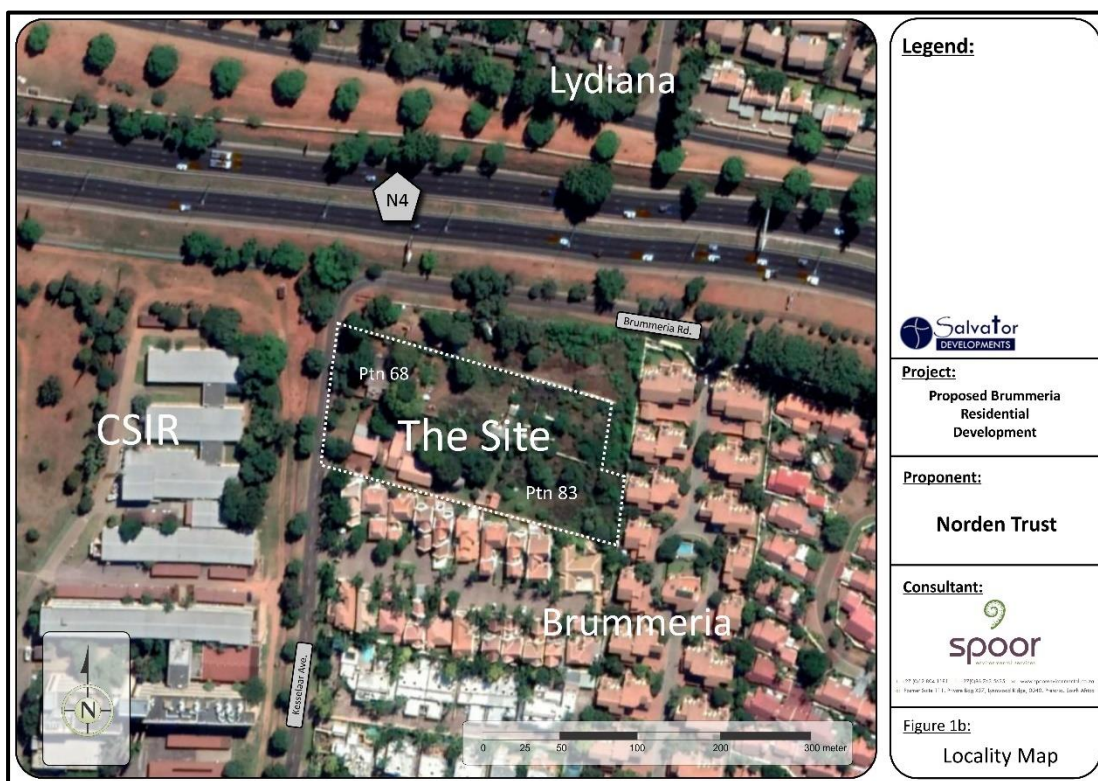 Lydiana
N4
Brummeria Rd.
Ptn 68
CSIR
The Site
Ptn 83
Brummeria
Kesselaar Ave.
N
0 25 50 100 200 300 meter
Legend:
Salvator
DEVELOPMENTS
Project:
Proposed Brummeria
Residential
Development
Proponent:
Norden Trust
Consultant:
spoor
environmental services
Figure 1b:
Locality Map